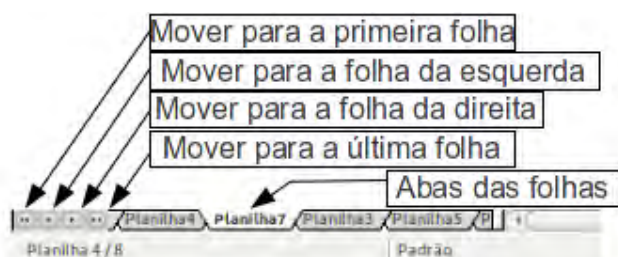 Mover para a primeira folha
Mover para a folha da esquerda
Mover para a folha da direita
Mover para a última folha
Abas das folhas
Planilha4 Planilha7 Planilha3 Planilha5 P
Planilha 4 / 8 Padrão